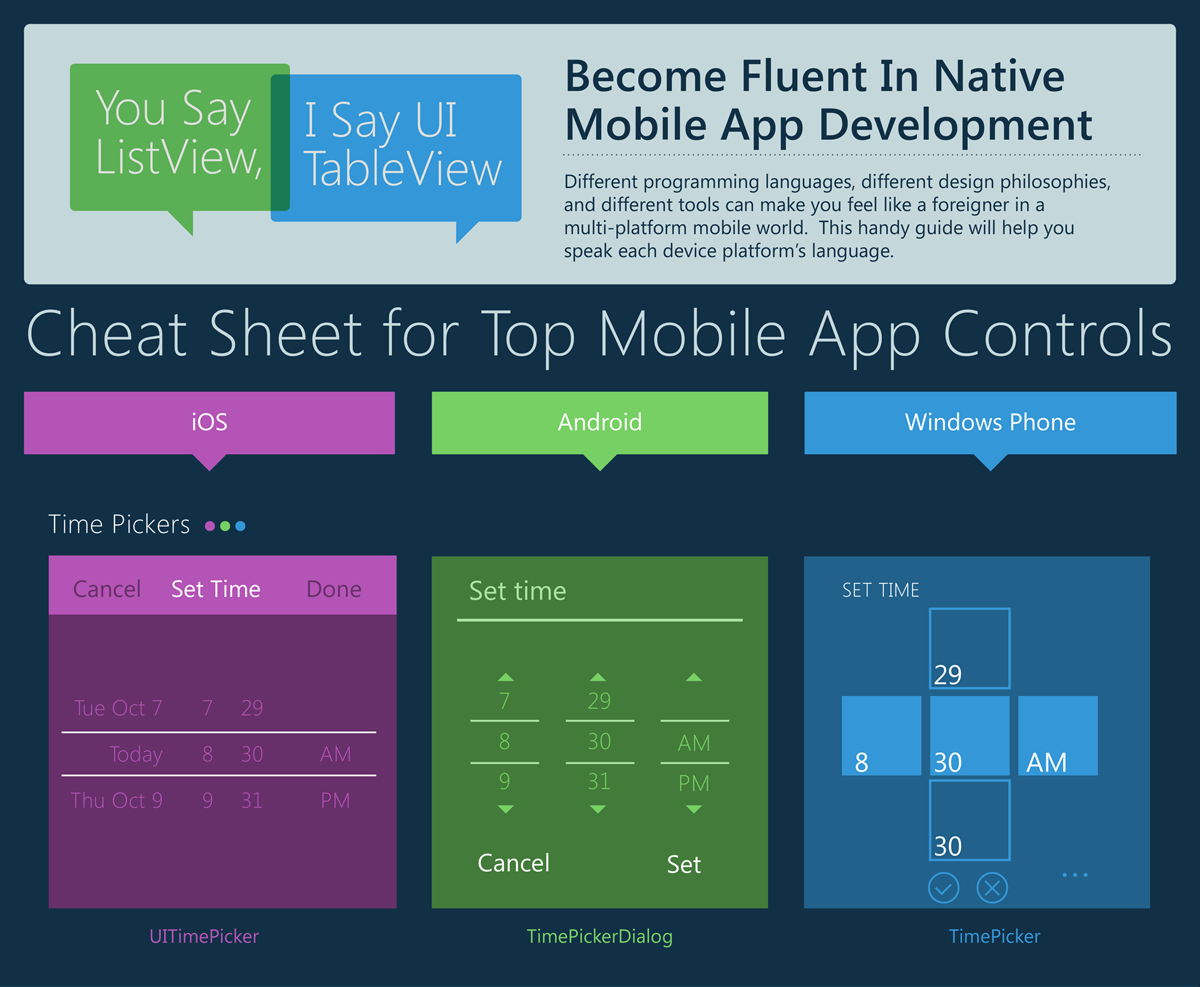 You Say
ListView,
I Say UI
TableView
Become Fluent In Native
Mobile App Development
Different programming languages, different design philosophies,
and different tools can make you feel like a foreigner in a
multi-platform mobile world.  This handy guide will help you
speak each device platform’s language.
Cheat Sheet for Top Mobile App Controls
iOS
Android
Windows Phone
Time Pickers
Cancel Set Time Done
Tue Oct 7 7 29
Today 8 30 AM
Thu Oct 9 9 31 PM
UITimePicker
Set time
7 29
8 30 AM
9 31 PM
Cancel Set
TimePickerDialog
SET TIME
29
8 30 AM
30
...
TimePicker